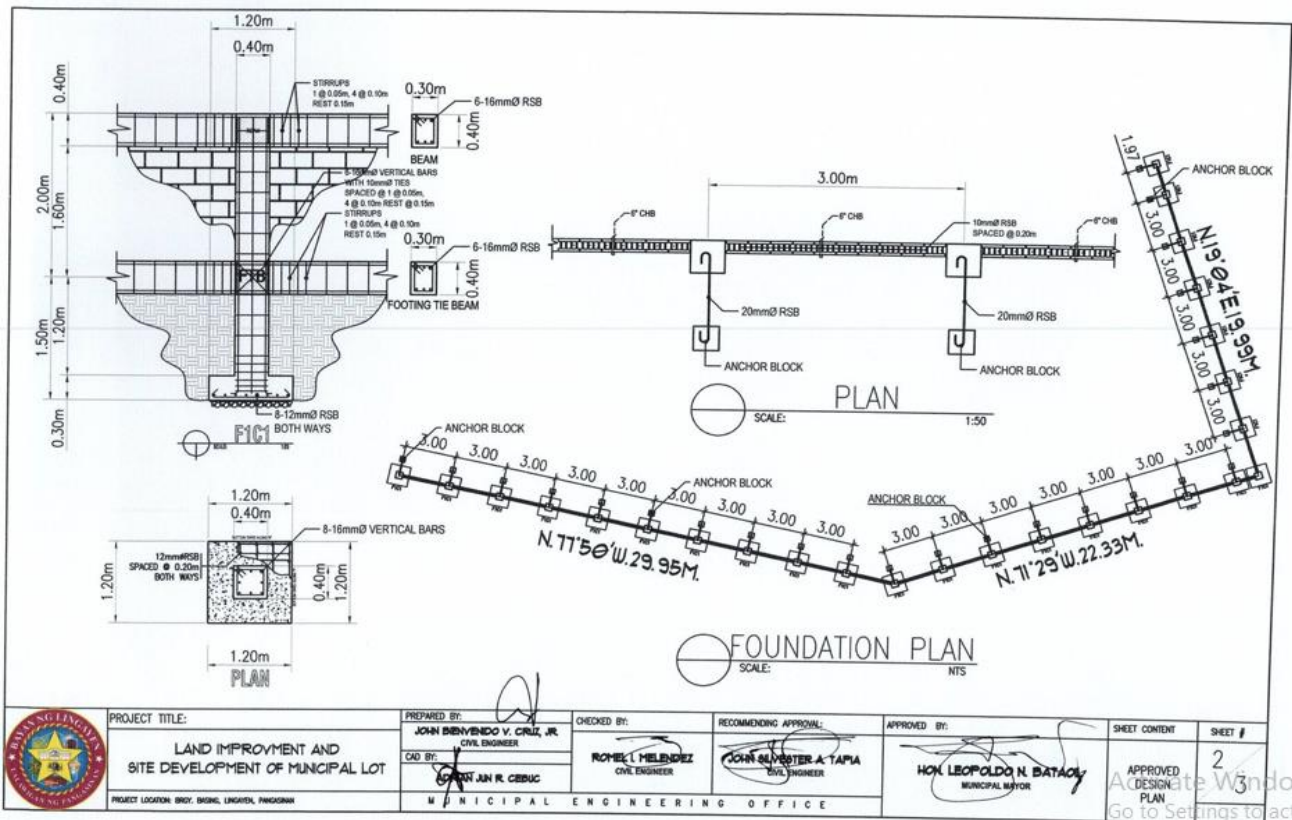 1.20m
0.40m
0.40m
2.00m
1.60m
1.50m
1.20m
0.30m
STIRRUPS
1 @ 0.05m, 4 @ 0.10m
REST 0.15m
0.30m
6-16mmØ RSB
0.40m
BEAM
VERTICAL BARS
WITH 10mmØ TIES
SPACED @ 1 @ 0.05m,
4 @ 0.10m REST @ 0.15m
STIRRUPS
1 @ 0.05m, 4 @ 0.10m
REST 0.15m
0.30m
6-16mmØ RSB
0.40m
FTB
FOOTING TIE BEAM
8-12mmØ RSB
BOTH WAYS
F1C1
1.20m
0.40m
8-16mmØ VERTICAL BARS
12mmØRSB
SPACED @ 0.20m
BOTH WAYS
1.20m
0.40m
1.20m
1.20m
PLAN
3.00m
6" CHB
6" CHB
10mmØ RSB
SPACED @ 0.20m
6" CHB
20mmØ RSB
20mmØ RSB
ANCHOR BLOCK
ANCHOR BLOCK
PLAN
SCALE:
1:50
1.97
ANCHOR BLOCK
3.00
3.00
3.00
3.00
3.00
3.00
N.19°04'E.19.99M.
ANCHOR BLOCK
3.00
3.00
3.00
3.00
3.00
3.00
3.00
3.00
3.00
ANCHOR BLOCK
N.77°50'W.29.95M.
ANCHOR BLOCK
3.00
3.00
3.00
3.00
3.00
3.00
3.00
N.71°29'W.22.33M.
FOUNDATION PLAN
SCALE:
NTS
BAYAN NG LINGAYEN
LALAWIGAN NG PANGASINAN
PROJECT TITLE:
LAND IMPROVMENT AND
SITE DEVELOPMENT OF MUNICIPAL LOT
PROJECT LOCATION: BRGY. BASING, LINGAYEN, PANGASINAN
PREPARED BY:
JOHN BIENVENIDO V. CRUZ, JR
CIVIL ENGINEER
CAD BY:
ADRIAN JUN R. CEBUC
CHECKED BY:
ROMEL I. MELENDEZ
CIVIL ENGINEER
RECOMMENDING APPROVAL:
JOHN SILVESTER A. TAPIA
CIVIL ENGINEER
APPROVED BY:
HON. LEOPOLDO N. BATAOIL
MUNICIPAL MAYOR
MUNICIPAL ENGINEERING OFFICE
SHEET CONTENT
APPROVED
DESIGN
PLAN
SHEET #
2
3
Activate Windo
Go to Settings to act